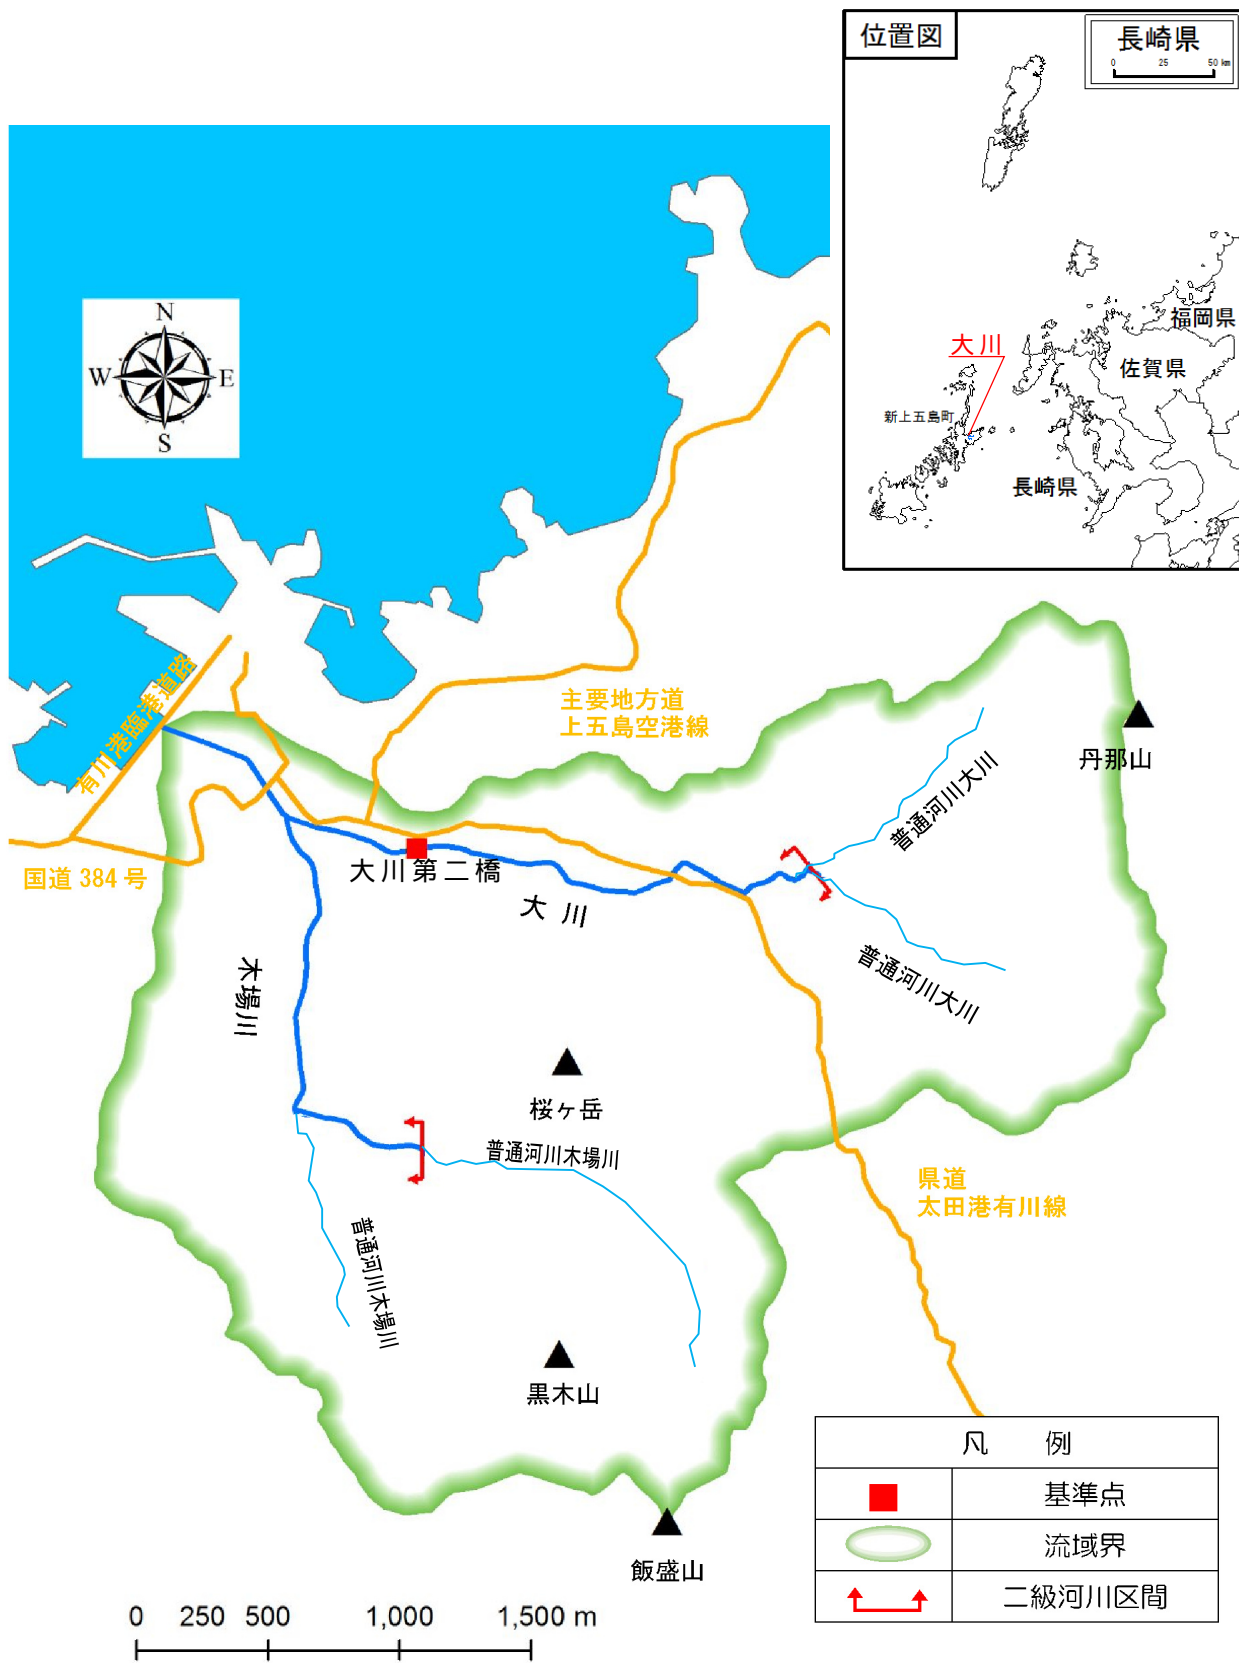 位置図
長崎県
0 25 50 km
福岡県
佐賀県
大川
新上五島町
長崎県
N
W E
S
有川港臨港道路
主要地方道
上五島空港線
丹那山
普通河川大川
国道 384 号
大川第二橋
大川
普通河川大川
木場川
桜ヶ岳
普通河川木場川
県道
太田港有川線
普通河川木場川
黒木山
飯盛山
凡 例
基準点
流域界
二級河川区間
0 250 500 1,000 1,500 m